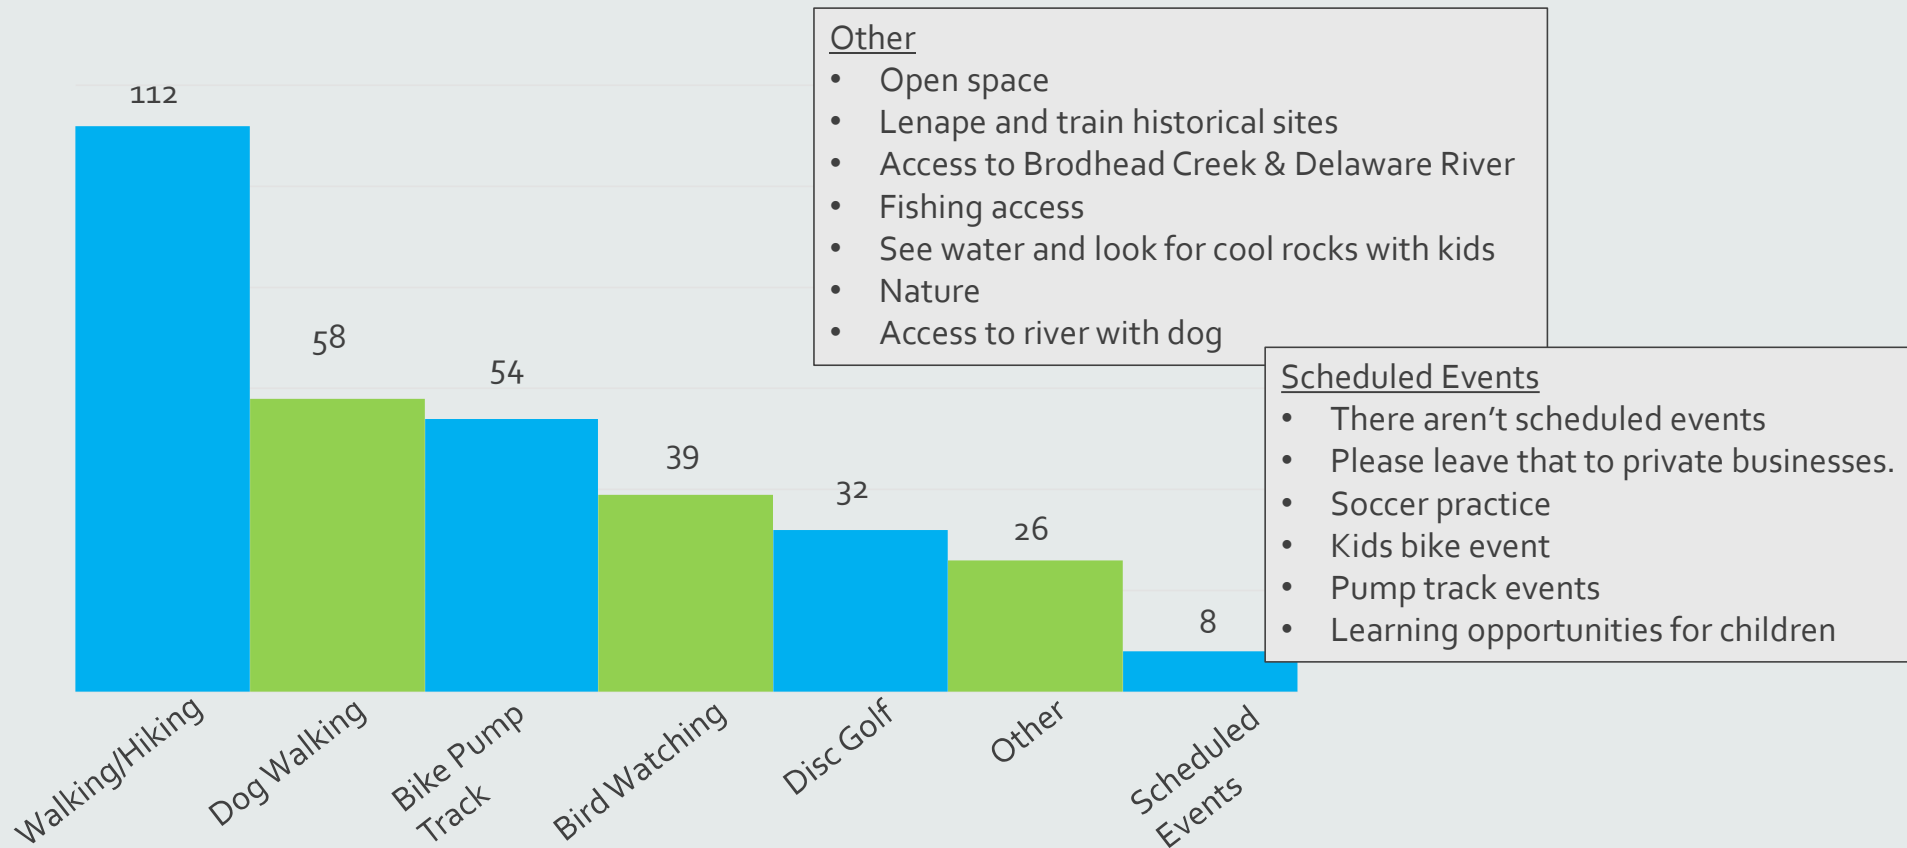 Other
• Open space
• Lenape and train historical sites
• Access to Brodhead Creek & Delaware River
• Fishing access
• See water and look for cool rocks with kids
• Nature
• Access to river with dog
Scheduled Events
• There aren’t scheduled events
• Please leave that to private businesses.
• Soccer practice
• Kids bike event
• Pump track events
• Learning opportunities for children
112
58
54
39
32
26
8
Walking/Hiking
Dog Walking
Bike Pump
Track
Bird Watching
Disc Golf
Other
Scheduled
Events